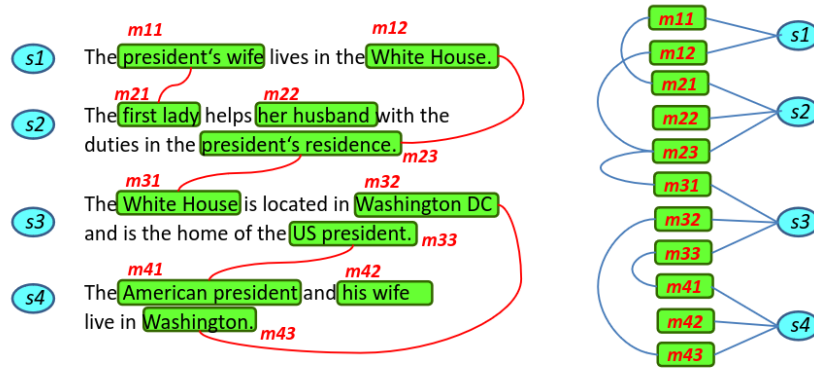 m11 m12
s1 The president‘s wife lives in the White House.
m21 m22
s2 The first lady helps her husband with the
duties in the president‘s residence.
m23
m31 m32
s3 The White House is located in Washington DC
and is the home of the US president.
m33
m41 m42
s4 The American president and his wife
live in Washington.
m43
m11
s1
m12
m21
s2
m22
m23
m31
m32
s3
m33
m41
m42
s4
m43